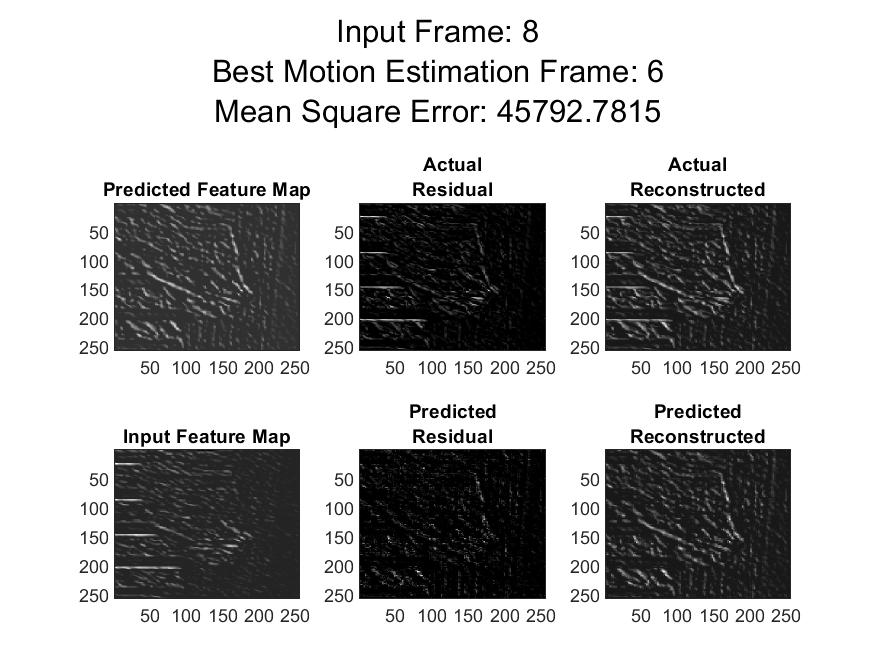 Input Frame: 8
Best Motion Estimation Frame: 6
Mean Square Error: 45792.7815
Predicted Feature Map
50
100
150
200
250
50 100 150 200 250
Actual
Residual
50
100
150
200
250
50 100 150 200 250
Actual
Reconstructed
50
100
150
200
250
50 100 150 200 250
Input Feature Map
50
100
150
200
250
50 100 150 200 250
Predicted
Residual
50
100
150
200
250
50 100 150 200 250
Predicted
Reconstructed
50
100
150
200
250
50 100 150 200 250